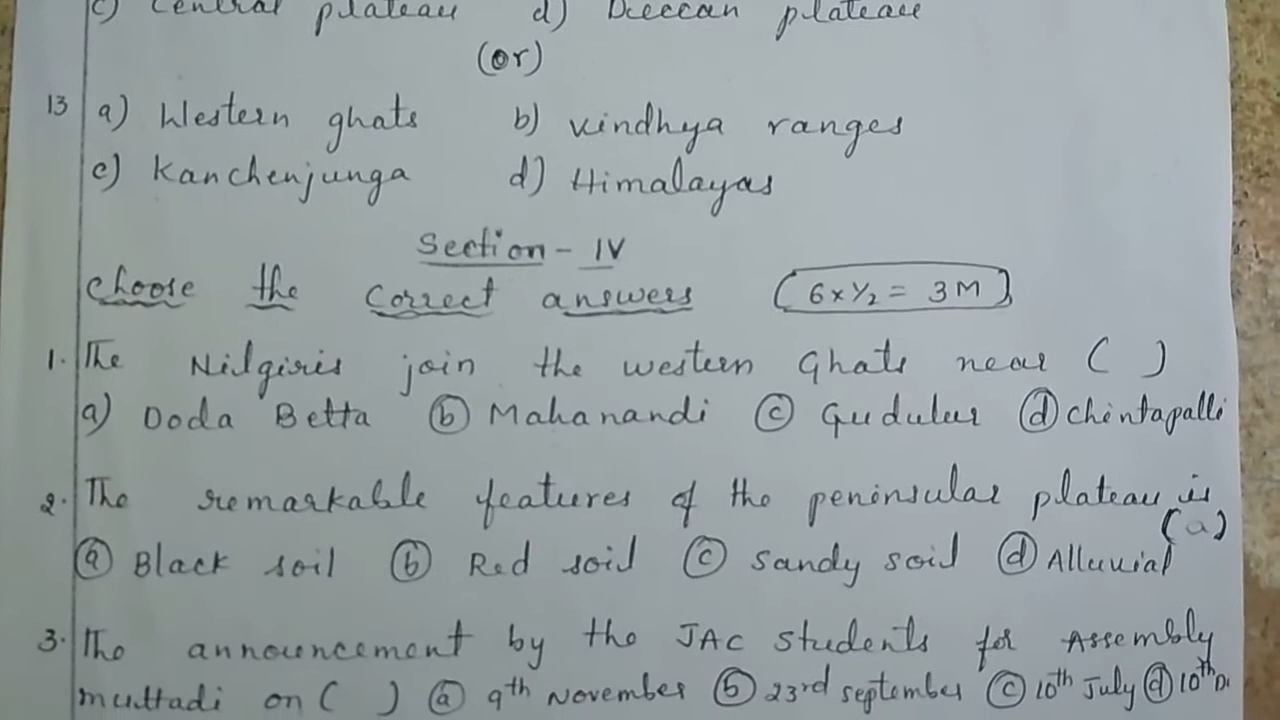 c) Central plateau d) Deccan plateau
(or)
13 a) Western ghats b) Vindhya ranges
c) Kanchenjunga d) Himalayas
Section - IV
Choose the correct answers (6x½ = 3M)
1. The Nilgiris join the western Ghats near ( )
a) Doda Betta b) Mahanandi c) Gudulur d) Chintapalli
2. The remarkable features of the peninsular plateau is
(a)
a) Black soil b) Red soil c) Sandy soil d) Alluvial
3. The announcement by the JAC students for Assembly
muttadi on ( ) a) 9th November b) 23rd september c) 10th July d) 10th